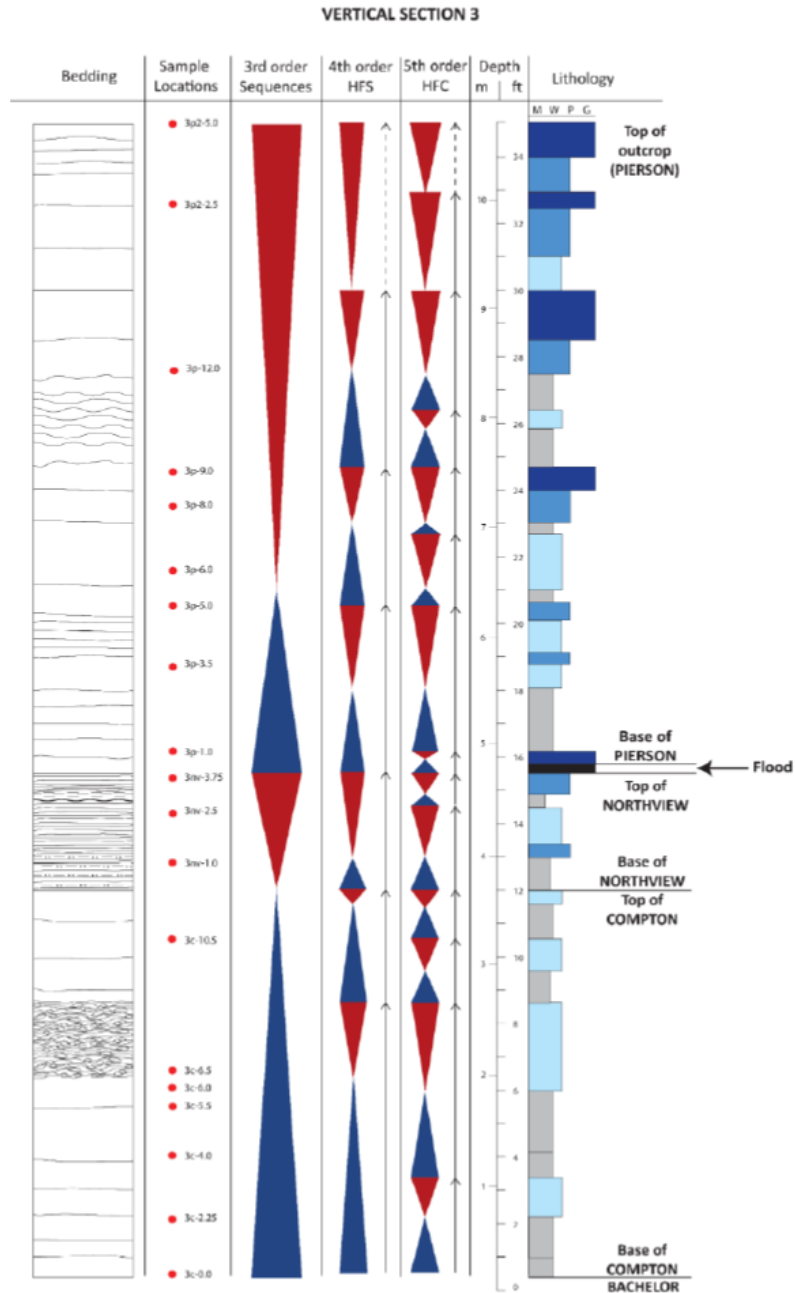 VERTICAL SECTION 3
Bedding
Sample
Locations
3rd order
Sequences
4th order
HFS
5th order
HFC
Depth
m ft
Lithology
M W P G
3p2-5.0
3p2-2.5
3p-12.0
3p-9.0
3p-8.0
3p-6.0
3p-5.0
3p-3.5
3p-1.0
3nv-3.75
3nv-2.5
3nv-1.0
3c-10.5
3c-6.5
3c-6.0
3c-5.5
3c-4.0
3c-2.25
3c-0.0
10
9
8
7
6
5
4
3
2
1
34
32
30
28
26
24
22
20
18
16
14
12
10
8
6
4
2
0
Top of
outcrop
(PIERSON)
Base of
PIERSON
Flood
Top of
NORTHVIEW
Base of
NORTHVIEW
Top of
COMPTON
Base of
COMPTON
BACHELOR